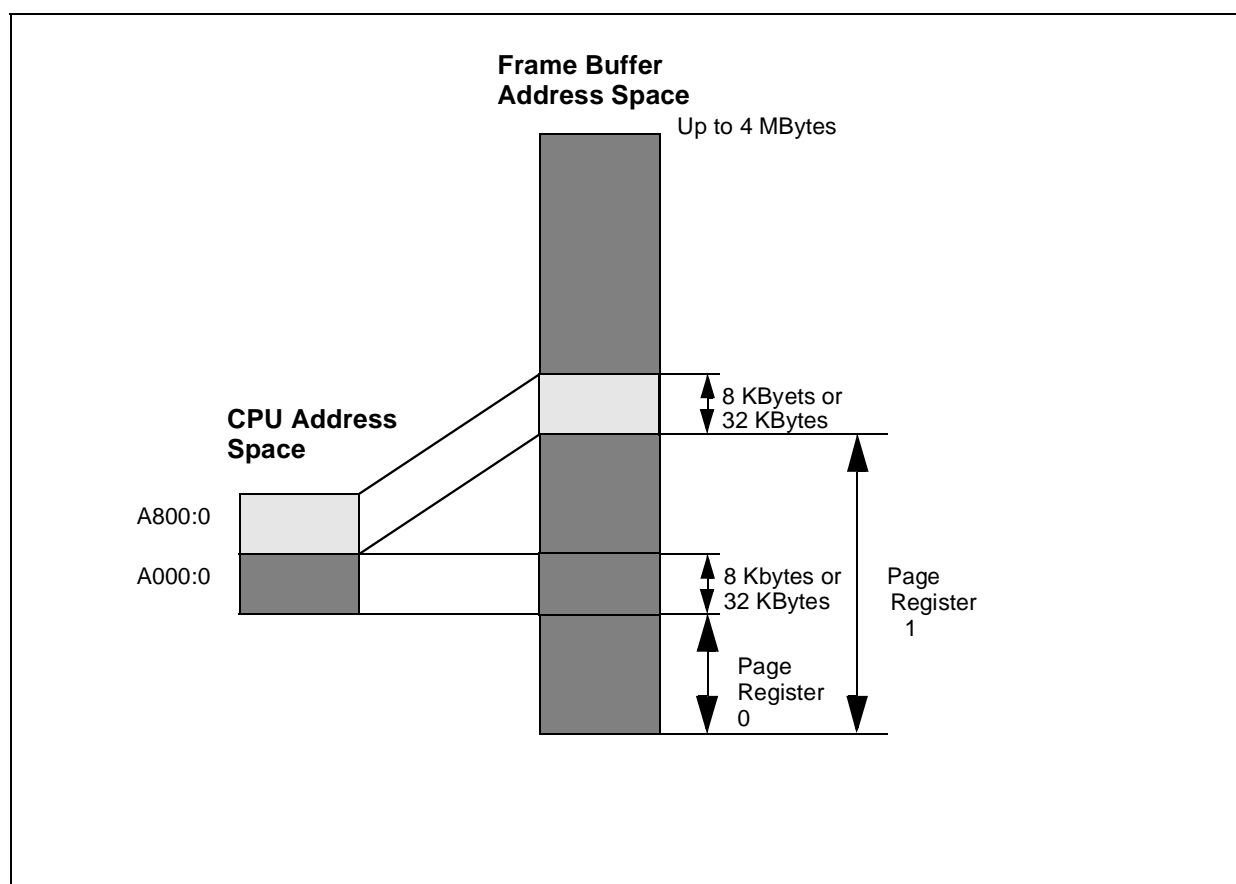 Frame Buffer
Address Space
Up to 4 MBytes
8 KByets or
32 KBytes
CPU Address
Space
A800:0
A000:0
8 Kbytes or
32 KBytes
Page
Register
1
Page
Register
0